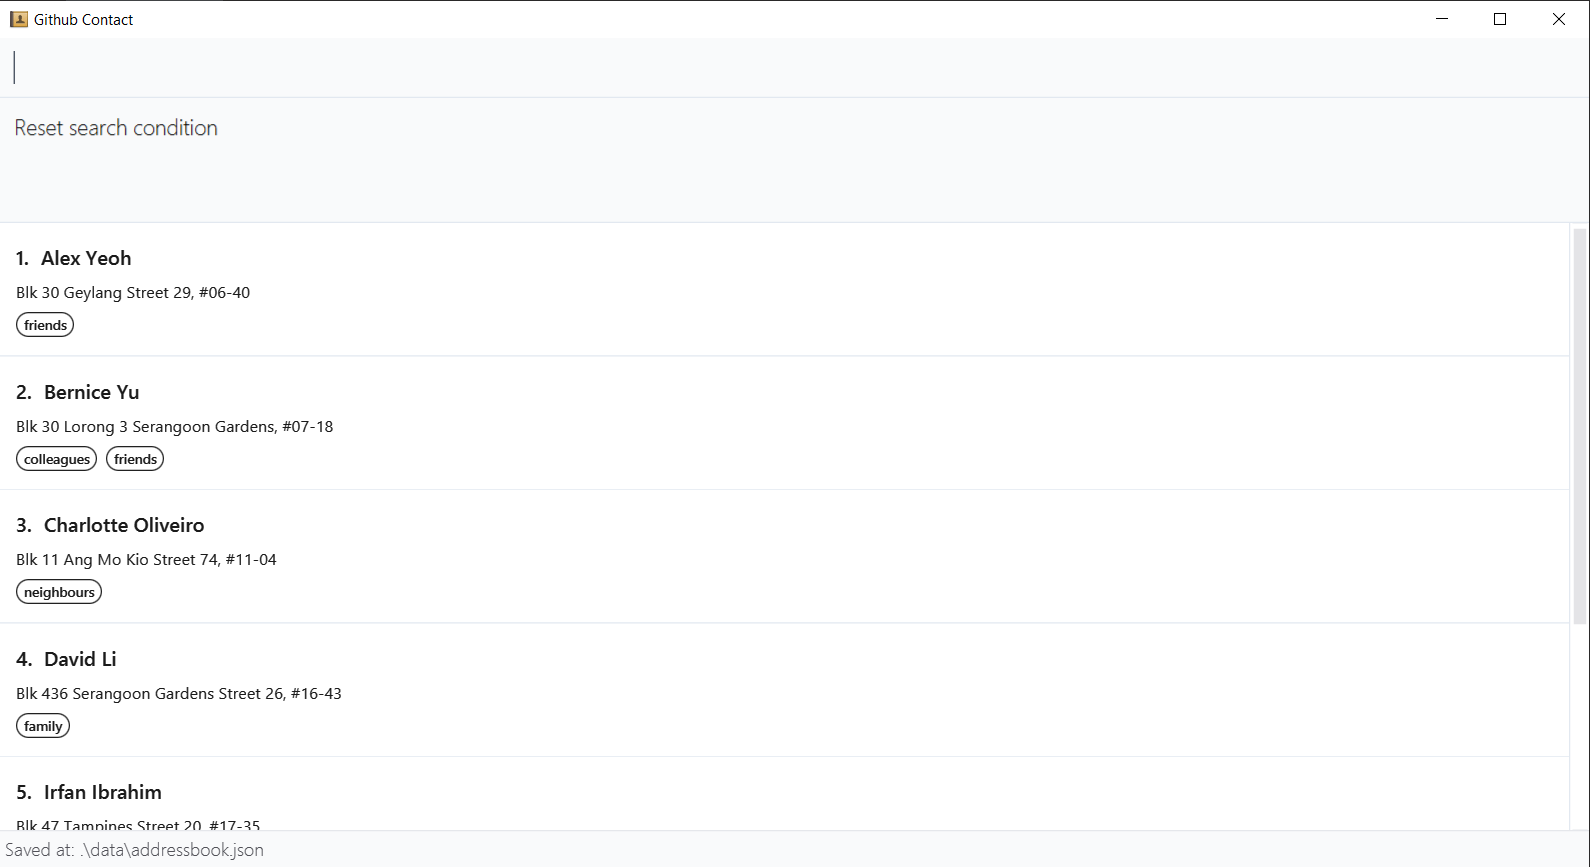 Github Contact
Reset search condition
1. Alex Yeoh
Blk 30 Geylang Street 29, #06-40
friends
2. Bernice Yu
Blk 30 Lorong 3 Serangoon Gardens, #07-18
colleagues friends
3. Charlotte Oliveiro
Blk 11 Ang Mo Kio Street 74, #11-04
neighbours
4. David Li
Blk 436 Serangoon Gardens Street 26, #16-43
family
5. Irfan Ibrahim
Blk 47 Tampines Street 20, #17-35
Saved at: .\data\addressbook.json